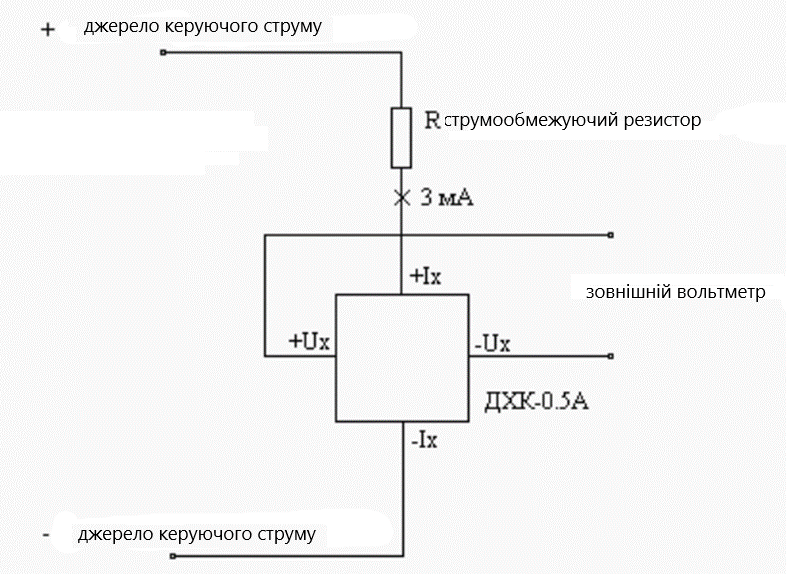 + джерело керуючого струму
R струмообмежуючий резистор
3 мА
+Ix
зовнішній вольтметр
+Ux
-Ux
ДХК-0.5А
-Ix
- джерело керуючого струму